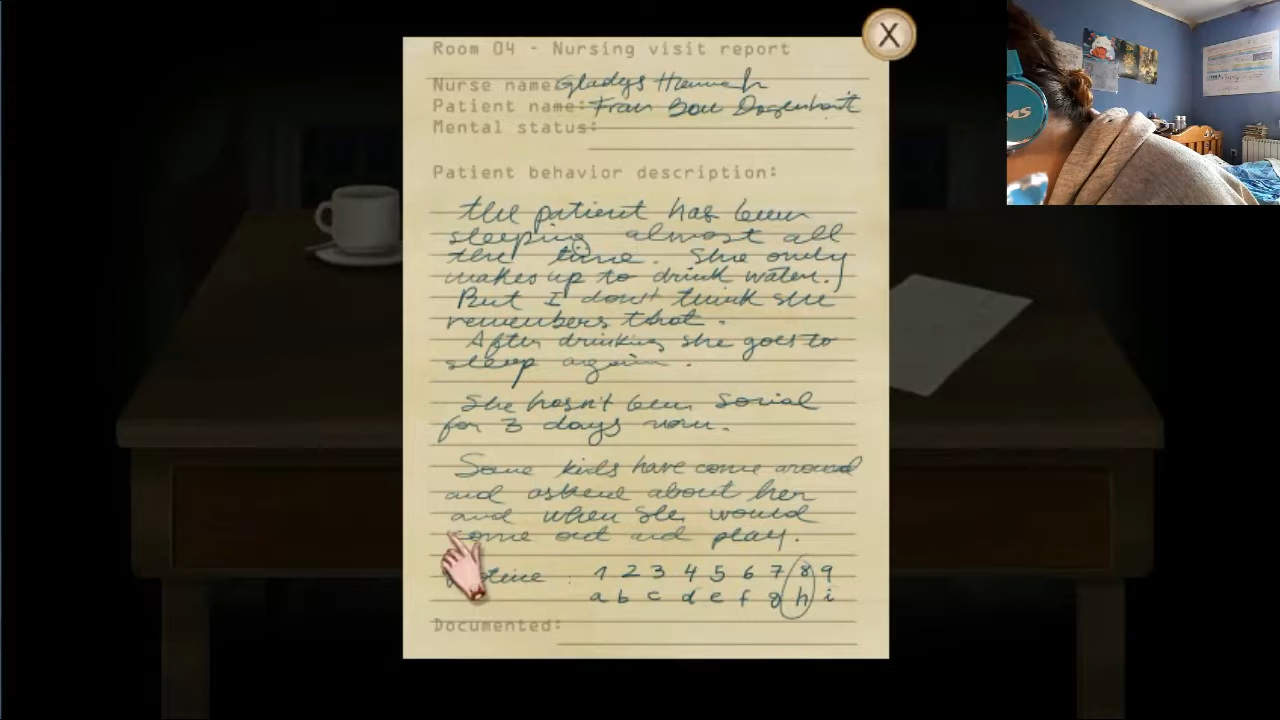 X
Room 04 - Nursing visit report
Nurse name: Gladys Hannah
Patient name: Fran Bow Dagenhart
Mental status:
Patient behavior description:
the patient has been
sleeping almost all
the time. She only
wakes up to drink water.
But I don't think she
remembers that.
After drinking she goes to
sleep again.
She hasn't been social
for 3 days now.
Some kids have come around
and asked about her
and when she would
come out and play.
1 2 3 4 5 6 7 8 9
a b c d e f g h i
Documented: